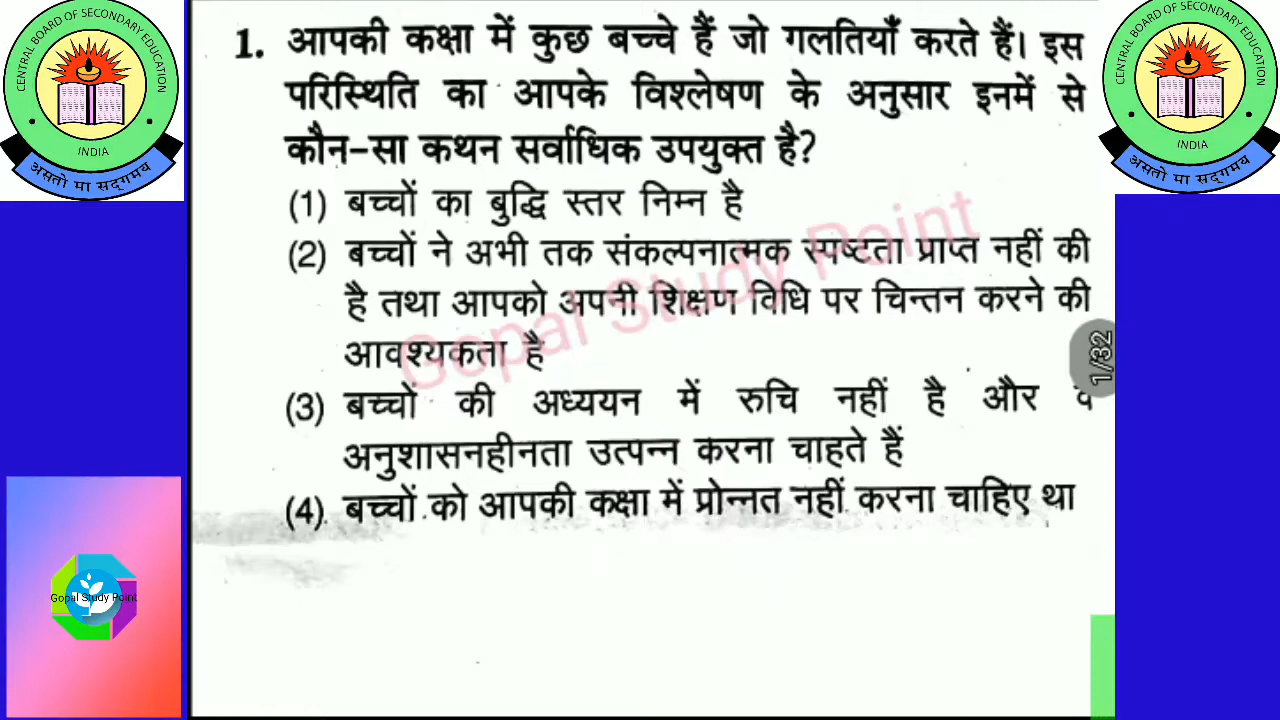 CENTRAL BOARD OF SECONDARY EDUCATION
INDIA
असतो मा सद्गमय
CENTRAL BOARD OF SECONDARY EDUCATION
INDIA
असतो मा सद्गमय
1. आपकी कक्षा में कुछ बच्चे हैं जो गलतियाँ करते हैं। इस
परिस्थिति का आपके विश्लेषण के अनुसार इनमें से
कौन-सा कथन सर्वाधिक उपयुक्त है?
(1) बच्चों का बुद्धि स्तर निम्न है
(2) बच्चों ने अभी तक संकल्पनात्मक स्पष्टता प्राप्त नहीं की
है तथा आपको अपनी शिक्षण विधि पर चिन्तन करने की
आवश्यकता है
(3) बच्चों की अध्ययन में रुचि नहीं है और
अनुशासनहीनता उत्पन्न करना चाहते हैं
(4) बच्चों को आपकी कक्षा में प्रोन्नत नहीं करना चाहिए था
Gopal Study Point
1/32
Gopal Study Point